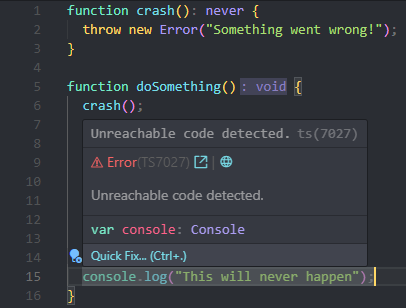 1 function crash(): never {
2 throw new Error("Something went wrong!");
3 }
4
5 function doSomething(): void {
6 crash();
7
8 Unreachable code detected. ts(7027)
9 Error(TS7027) |
10
11 Unreachable code detected.
12
13 var console: Console
14 Quick Fix... (Ctrl+.)
15 console.log("This will never happen");
16 }